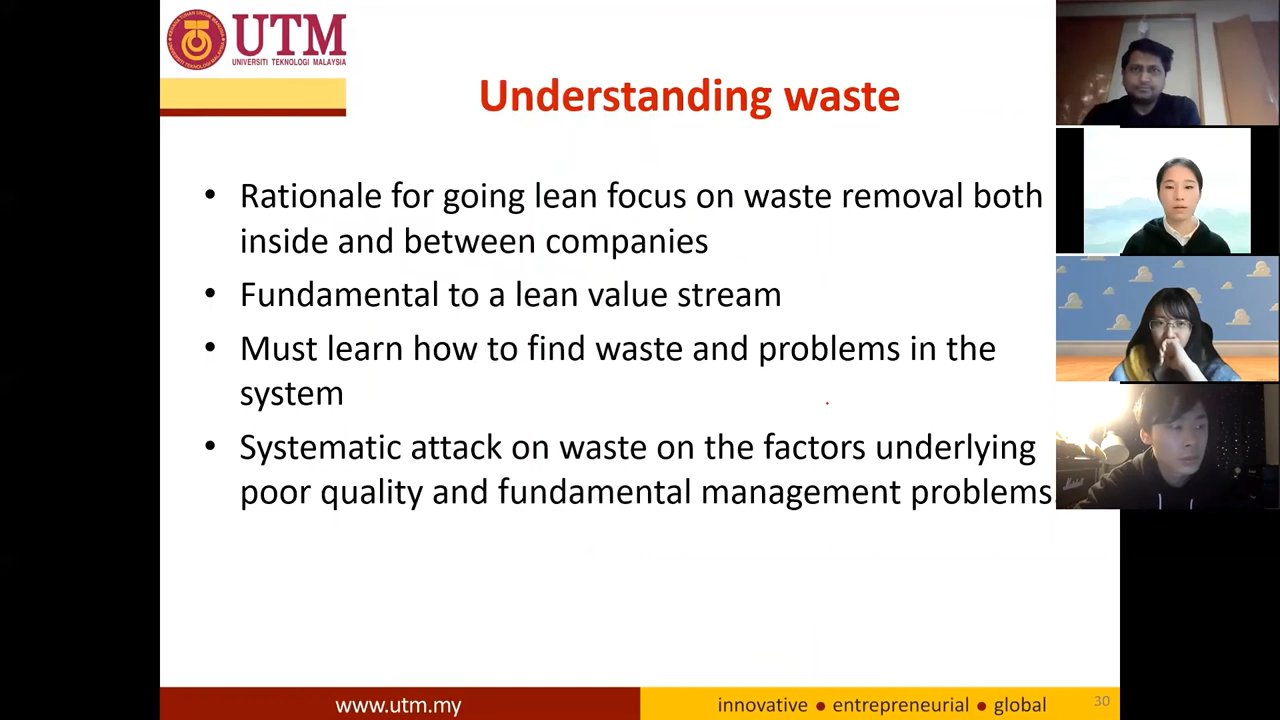 UTM
UNIVERSITI TEKNOLOGI MALAYSIA
Understanding waste
• Rationale for going lean focus on waste removal both
inside and between companies
• Fundamental to a lean value stream
• Must learn how to find waste and problems in the
system
• Systematic attack on waste on the factors underlying
poor quality and fundamental management problems
www.utm.my
innovative ● entrepreneurial ● global
30